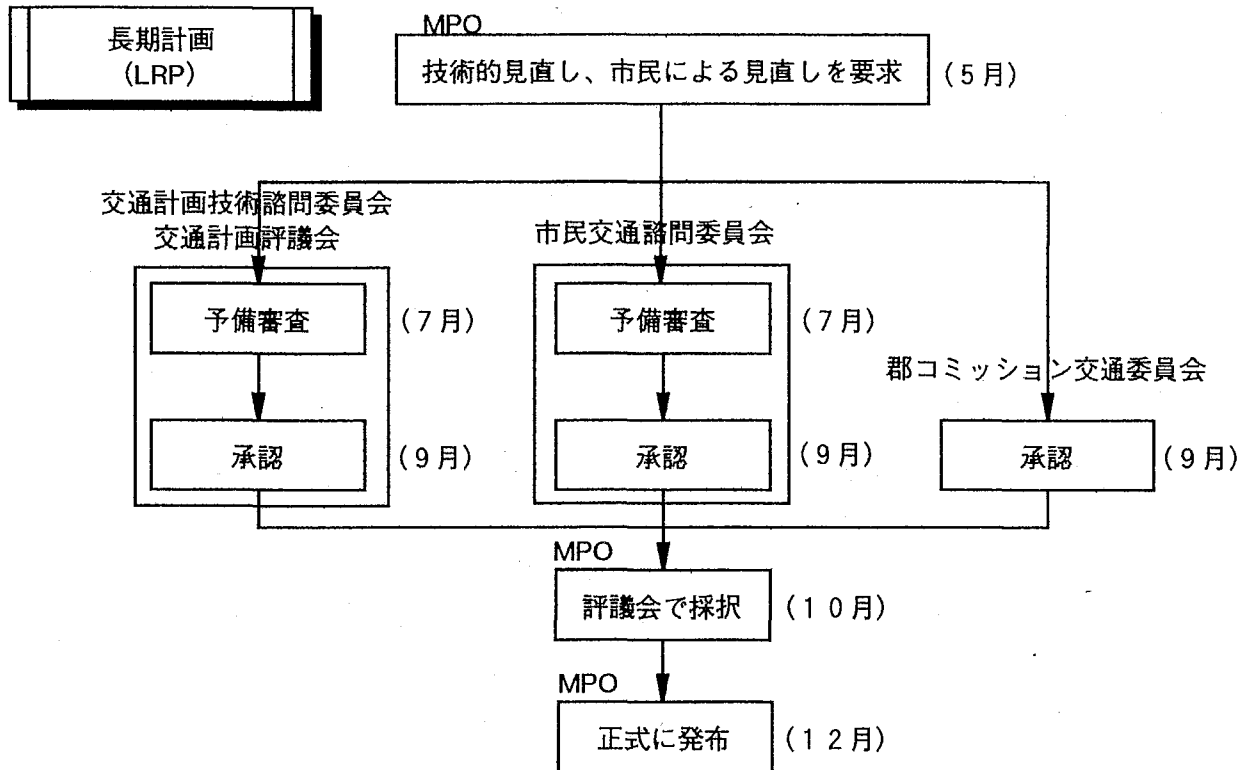 長期計画
(LRP)
MPO
技術的見直し、市民による見直しを要求
(5月)
交通計画技術諮問委員会
交通計画評議会
予備審査
(7月)
承認
(9月)
市民交通諮問委員会
予備審査
(7月)
承認
(9月)
郡コミッション交通委員会
承認
(9月)
MPO
評議会で採択
(10月)
MPO
正式に発布
(12月)